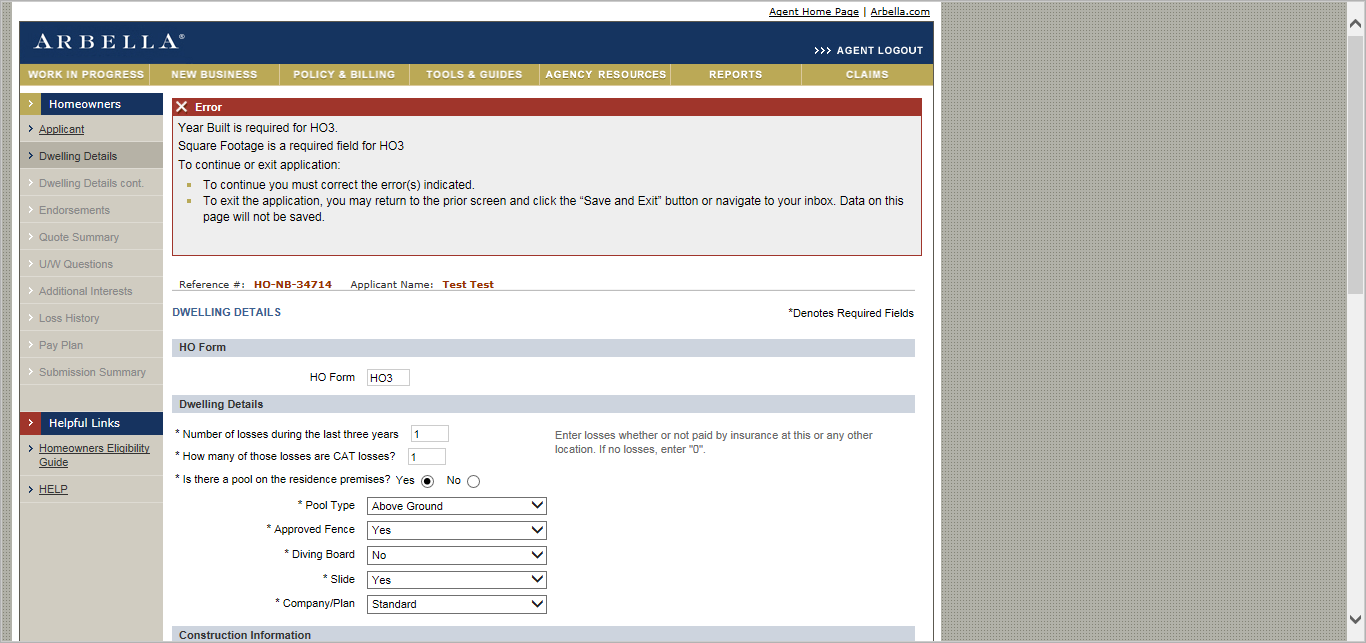 Agent Home Page | Arbella.com
ARBELLA®
>>> AGENT LOGOUT
WORK IN PROGRESS NEW BUSINESS POLICY & BILLING TOOLS & GUIDES AGENCY RESOURCES REPORTS CLAIMS
Homeowners
Applicant
Dwelling Details
Dwelling Details cont.
Endorsements
Quote Summary
U/W Questions
Additional Interests
Loss History
Pay Plan
Submission Summary
Helpful Links
Homeowners Eligibility
Guide
HELP
Error
Year Built is required for HO3.
Square Footage is a required field for HO3
To continue or exit application:
To continue you must correct the error(s) indicated.
To exit the application, you may return to the prior screen and click the “Save and Exit” button or navigate to your inbox. Data on this
page will not be saved.
Reference #: HO-NB-34714 Applicant Name: Test Test
DWELLING DETAILS
*Denotes Required Fields
HO Form
HO Form HO3
Dwelling Details
* Number of losses during the last three years 1
Enter losses whether or not paid by insurance at this or any other
location. If no losses, enter "0".
* How many of those losses are CAT losses? 1
* Is there a pool on the residence premises? Yes No
* Pool Type Above Ground
* Approved Fence Yes
* Diving Board No
* Slide Yes
* Company/Plan Standard
Construction Information